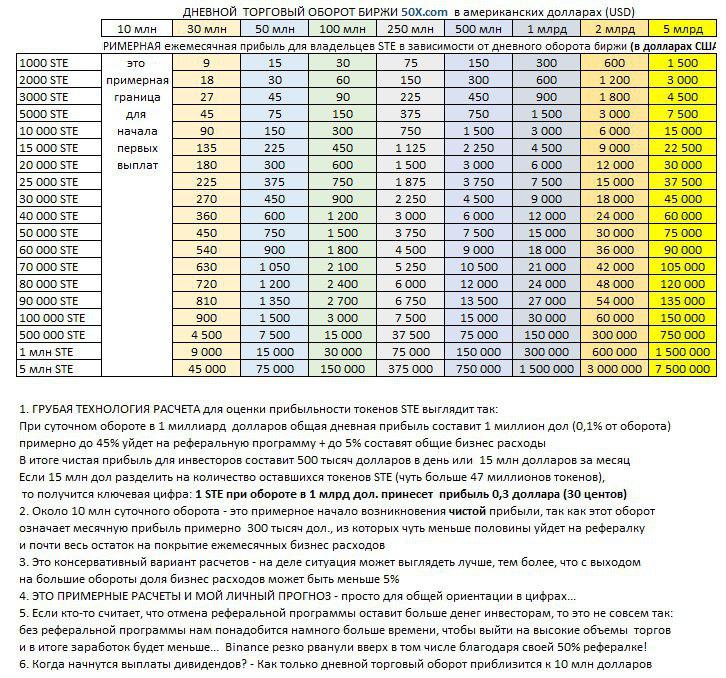 ДНЕВНОЙ ТОРГОВЫЙ ОБОРОТ БИРЖИ 50X.com в американских долларах (USD)
10 млн 30 млн 50 млн 100 млн 250 млн 500 млн 1 млрд 2 млрд 5 млрд
РИМЕРНАЯ ежемесячная прибыль для владельцев STE в зависимости от дневного оборота биржи (в долларах США
1000 STE это 9 15 30 75 150 300 600 1 500
2000 STE примерная 18 30 60 150 300 600 1 200 3 000
3000 STE граница 27 45 90 225 450 900 1 800 4 500
5000 STE для 45 75 150 375 750 1 500 3 000 7 500
10 000 STE начала 90 150 300 750 1 500 3 000 6 000 15 000
15 000 STE первых 135 225 450 1 125 2 250 4 500 9 000 22 500
20 000 STE выплат 180 300 600 1 500 3 000 6 000 12 000 30 000
25 000 STE 225 375 750 1 875 3 750 7 500 15 000 37 500
30 000 STE 270 450 900 2 250 4 500 9 000 18 000 45 000
40 000 STE 360 600 1 200 3 000 6 000 12 000 24 000 60 000
50 000 STE 450 750 1 500 3 750 7 500 15 000 30 000 75 000
60 000 STE 540 900 1 800 4 500 9 000 18 000 36 000 90 000
70 000 STE 630 1 050 2 100 5 250 10 500 21 000 42 000 105 000
80 000 STE 720 1 200 2 400 6 000 12 000 24 000 48 000 120 000
90 000 STE 810 1 350 2 700 6 750 13 500 27 000 54 000 135 000
100 000 STE 900 1 500 3 000 7 500 15 000 30 000 60 000 150 000
500 000 STE 4 500 7 500 15 000 37 500 75 000 150 000 300 000 750 000
1 млн STE 9 000 15 000 30 000 75 000 150 000 300 000 600 000 1 500 000
5 млн STE 45 000 75 000 150 000 375 000 750 000 1 500 000 3 000 000 7 500 000
1. ГРУБАЯ ТЕХНОЛОГИЯ РАСЧЕТА для оценки прибыльности токенов STE выглядит так:
При суточном обороте в 1 миллиард долларов общая дневная прибыль составит 1 миллион дол (0,1% от оборота)
примерно до 45% уйдет на реферальную программу + до 5% составят общие бизнес расходы
В итоге чистая прибыль для инвесторов составит 500 тысяч долларов в день или 15 млн долларов за месяц
Если 15 млн дол разделить на количество оставшихся токенов STE (чуть больше 47 миллионов токенов),
то получится ключевая цифра: 1 STE при обороте в 1 млрд дол. принесет прибыль 0,3 доллара (30 центов)
2. Около 10 млн суточного оборота - это примерное начало возникновения чистой прибыли, так как этот оборот
означает месячную прибыль примерно 300 тысяч дол., из которых чуть меньше половины уйдет на рефералку
и почти весь остаток на покрытие ежемесячных бизнес расходов
3. Это консервативный вариант расчетов - на деле ситуация может выглядеть лучше, тем более, что с выходом
на большие обороты доля бизнес расходов может быть меньше 5%
4. ЭТО ПРИМЕРНЫЕ РАСЧЕТЫ И МОЙ ЛИЧНЫЙ ПРОГНОЗ - просто для общей ориентации в цифрах...
5. Если кто-то считает, что отмена реферальной программы оставит больше денег инвесторам, то это не совсем так:
без реферальной программы нам понадобится намного больше времени, чтобы выйти на высокие объемы торгов
и в итоге заработок будет меньше... Binance резко рванули вверх в том числе благодаря своей 50% рефералке!
6. Когда начнутся выплаты дивидендов? - Как только дневной торговый оборот приблизится к 10 млн долларов